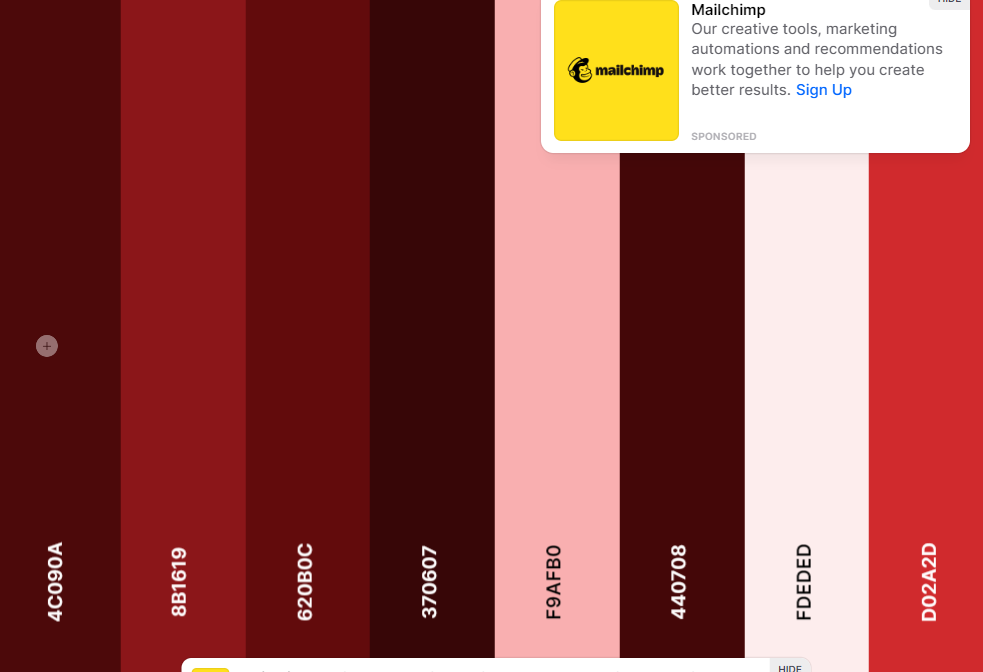 HIDE
Mailchimp
Our creative tools, marketing
automations and recommendations
work together to help you create
better results. Sign Up
mailchimp
SPONSORED
4C090A
8B1619
620B0C
370607
F9AFB0
440708
FDEDED
D02A2D
HIDE